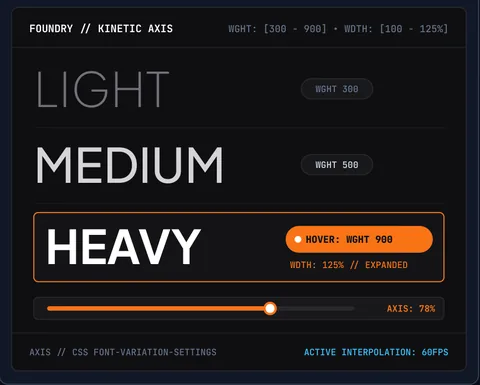 FOUNDRY // KINETIC AXIS
WGHT: [300 - 900] • WDTH: [100 - 125%]
LIGHT
WGHT 300
MEDIUM
WGHT 500
HEAVY
HOVER: WGHT 900
WDTH: 125% // EXPANDED
AXIS: 78%
AXIS // CSS FONT-VARIATION-SETTINGS
ACTIVE INTERPOLATION: 60FPS